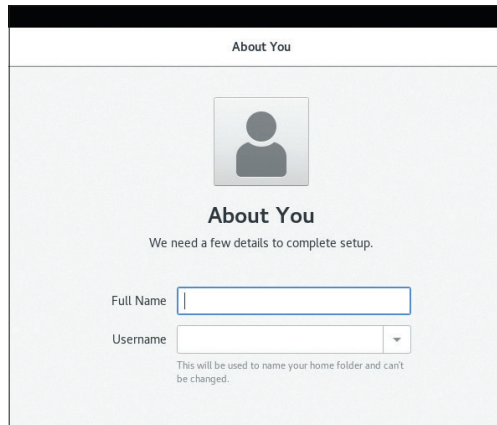 About You
About You
We need a few details to complete setup.
Full Name
Username
This will be used to name your home folder and can't
be changed.